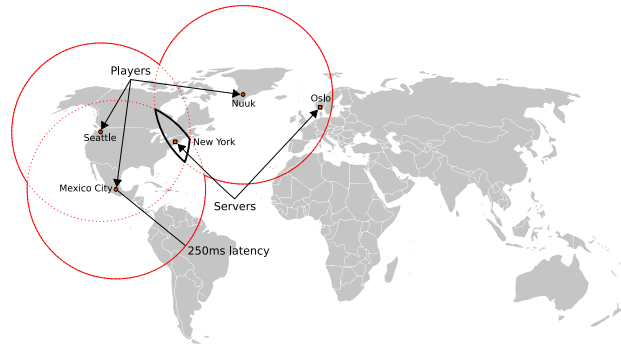 Players
Oslo
Nuuk
Seattle
New York
Mexico City
Servers
250ms latency